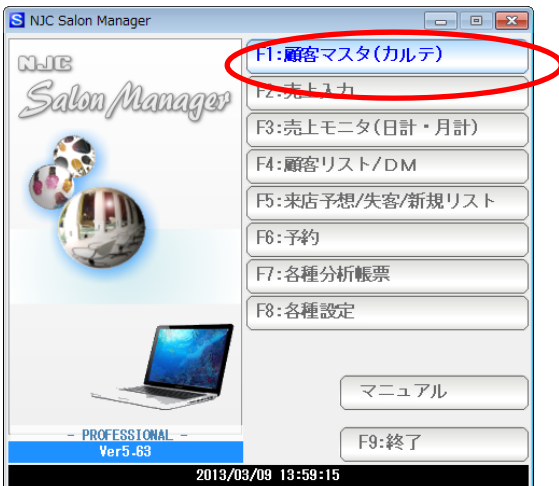 NJC Salon Manager
NJC
Salon Manager
F1:顧客マスタ(カルテ)
F2:売上入力
F3:売上モニタ(日計・月計)
F4:顧客リスト/DM
F5:来店予想/失客/新規リスト
F6:予約
F7:各種分析帳票
F8:各種設定
マニュアル
F9:終了
- PROFESSIONAL -
Ver5.63
2013/03/09 13:59:15